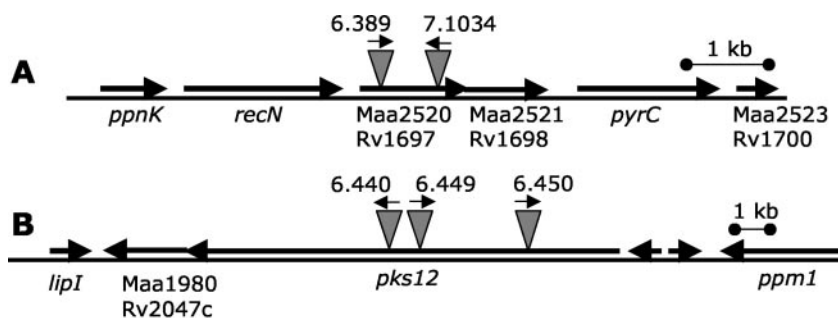 6.389 7.1034
1 kb
A
ppnK recN Maa2520 Maa2521 pyrC Maa2523
Rv1697 Rv1698 Rv1700
6.440 6.449 6.450
B 1 kb
lipI Maa1980 pks12 ppm1
Rv2047c